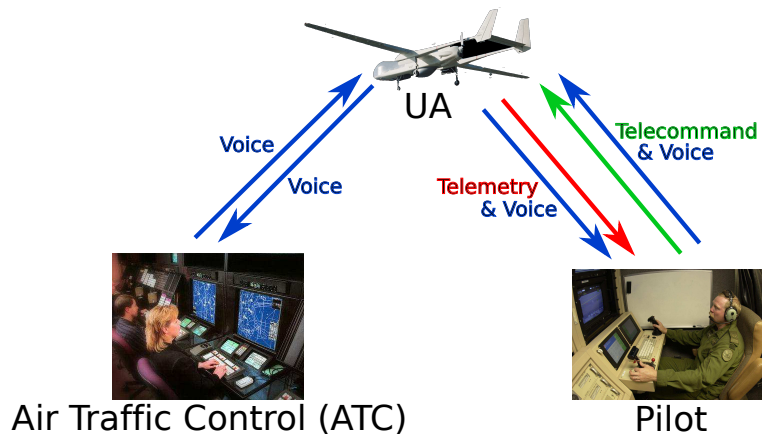 UA
Voice
Voice
Telecommand
& Voice
Telemetry
& Voice
Air Traffic Control (ATC)
Pilot